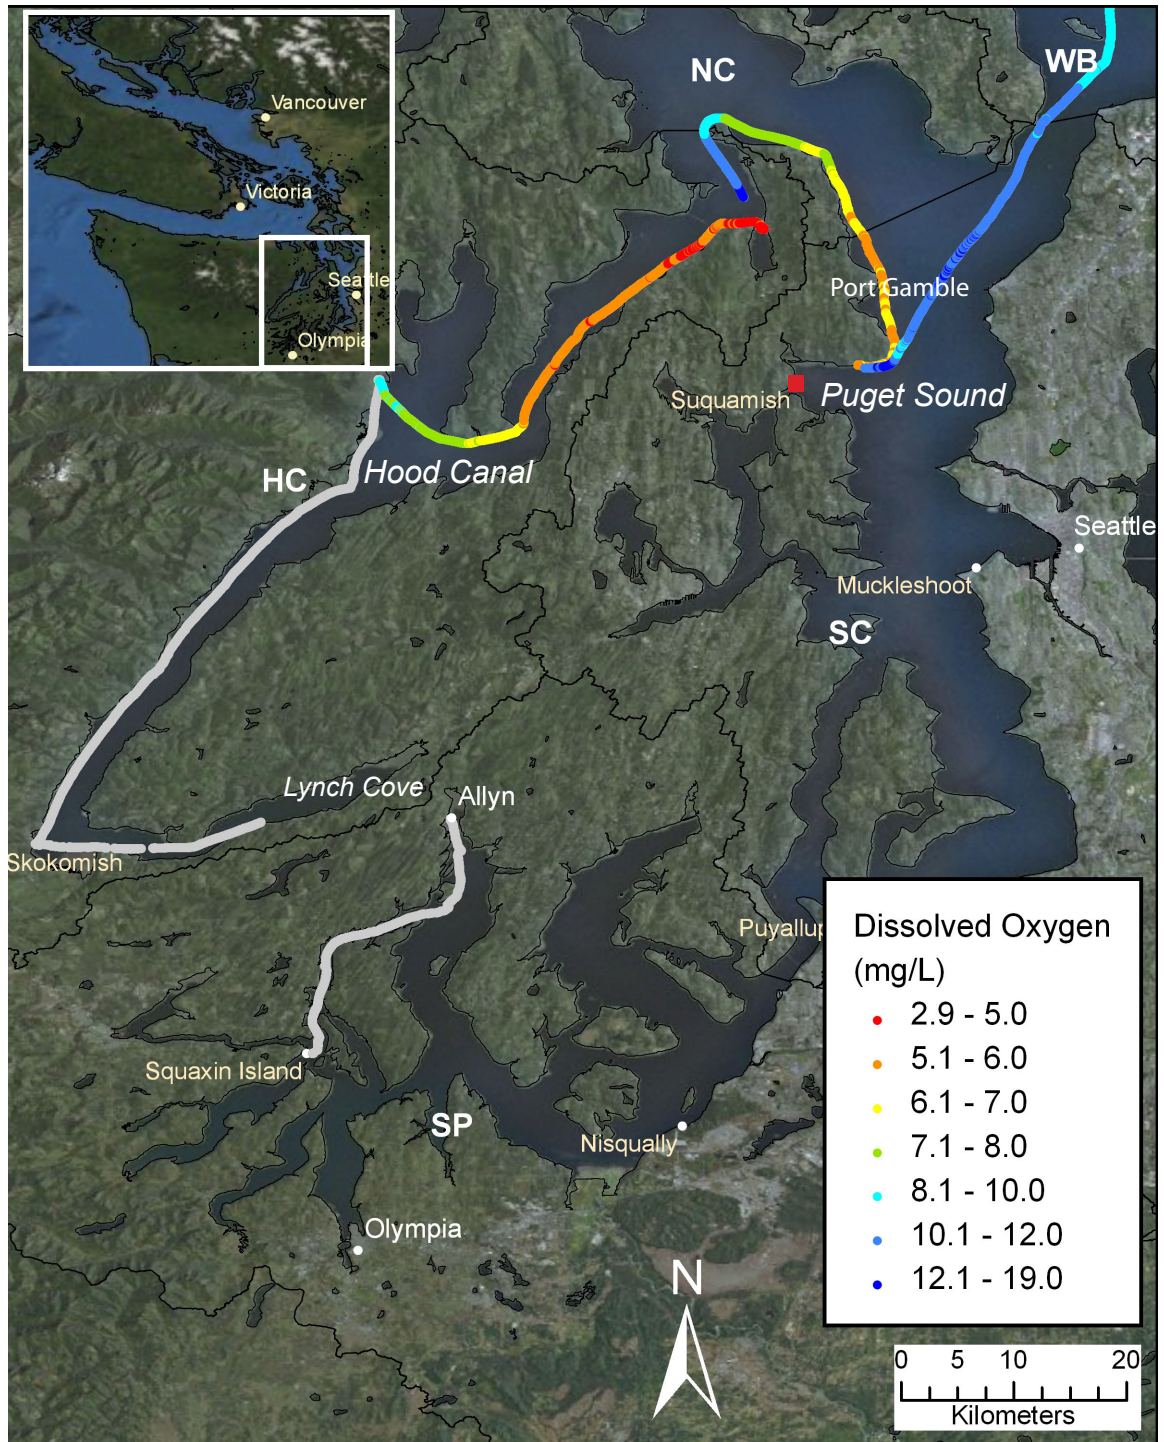 NC
WB
Vancouver
Victoria
Seattle
Olympia
Port Gamble
Suquamish
Puget Sound
HC
Hood Canal
Seattle
Muckleshoot
SC
Lynch Cove
Allyn
Skokomish
Puyallup
Dissolved Oxygen
(mg/L)
2.9 - 5.0
5.1 - 6.0
6.1 - 7.0
7.1 - 8.0
8.1 - 10.0
10.1 - 12.0
12.1 - 19.0
Squaxin Island
SP
Nisqually
Olympia
N
0 5 10 20
Kilometers